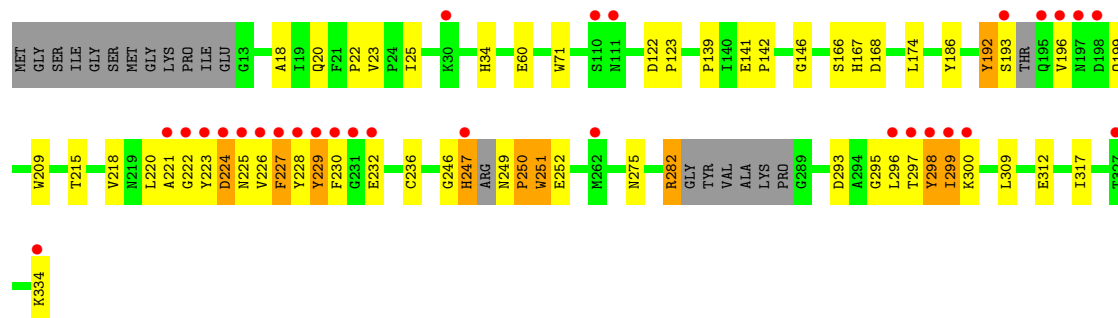 MET GLY SER ILE GLY SER MET GLY LYS PRO ILE GLU G13 A18 I19 Q20 F21 P22 V23 P24 I25 K30 H34 E60 W71 S110 N111 D122 P123 P139 I140 E141 P142 G146 S166 H167 D168 L174 Y186 Y192 S193 THR Q195 V196 N197 D198
W209 T215 V218 N219 L220 A221 G222 Y223 D224 N225 V226 F227 Y228 Y229 F230 G231 E232 C236 G246 H247 ARG N249 P250 W251 E252 M262 N275 R282 GLY TYR VAL ALA LYS PRO G289 D293 A294 G295 L296 T297 Y298 I299 K300 L309 E312 I317 T327
K334